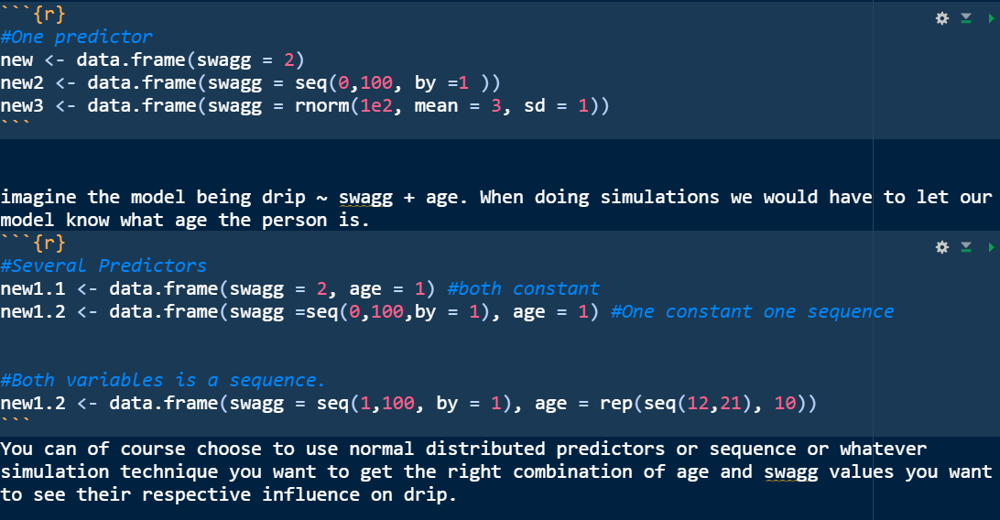 ```{r}
#One predictor
new <- data.frame(swagg = 2)
new2 <- data.frame(swagg = seq(0,100, by =1 ))
new3 <- data.frame(swagg = rnorm(1e2, mean = 3, sd = 1))
```
imagine the model being drip ~ swagg + age. When doing simulations we would have to let our
model know what age the person is.
```{r}
#Several Predictors
new1.1 <- data.frame(swagg = 2, age = 1) #both constant
new1.2 <- data.frame(swagg =seq(0,100,by = 1), age = 1) #One constant one sequence
#Both variables is a sequence.
new1.2 <- data.frame(swagg = seq(1,100, by = 1), age = rep(seq(12,21), 10))
```
You can of course choose to use normal distributed predictors or sequence or whatever
simulation technique you want to get the right combination of age and swagg values you want
to see their respective influence on drip.